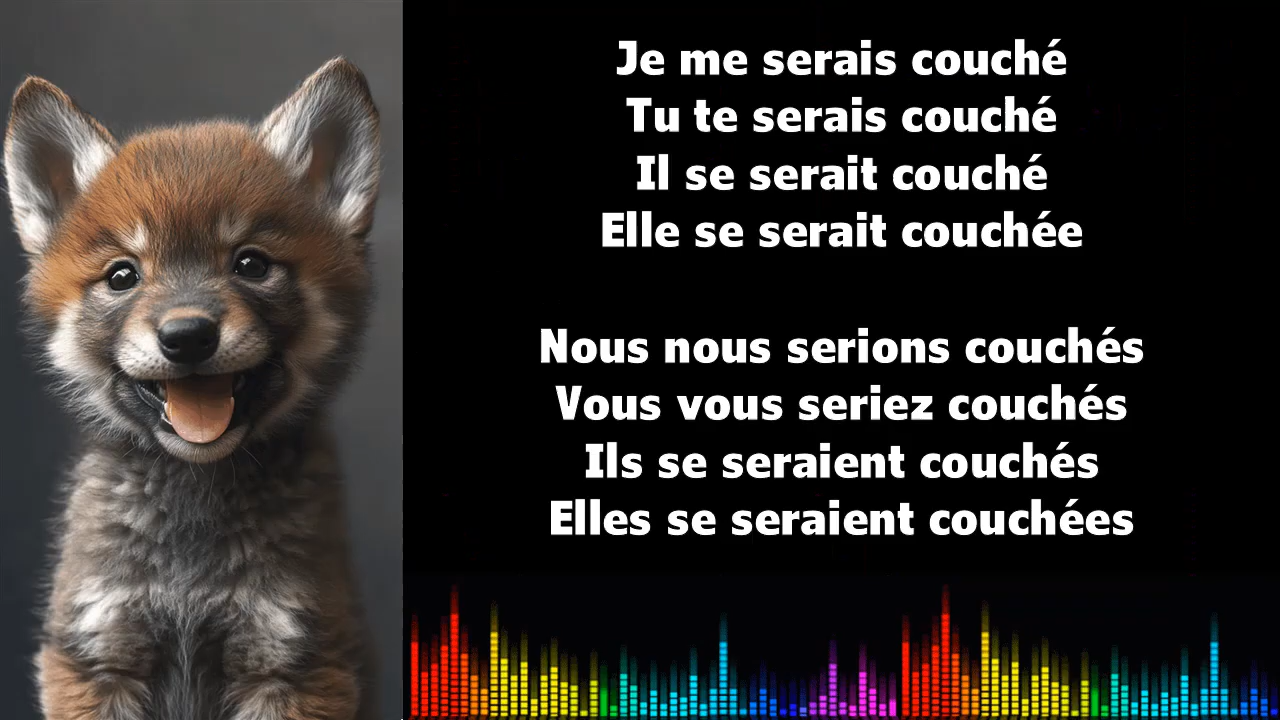 Je me serais couché
Tu te serais couché
Il se serait couché
Elle se serait couchée
Nous nous serions couchés
Vous vous seriez couchés
Ils se seraient couchés
Elles se seraient couchées